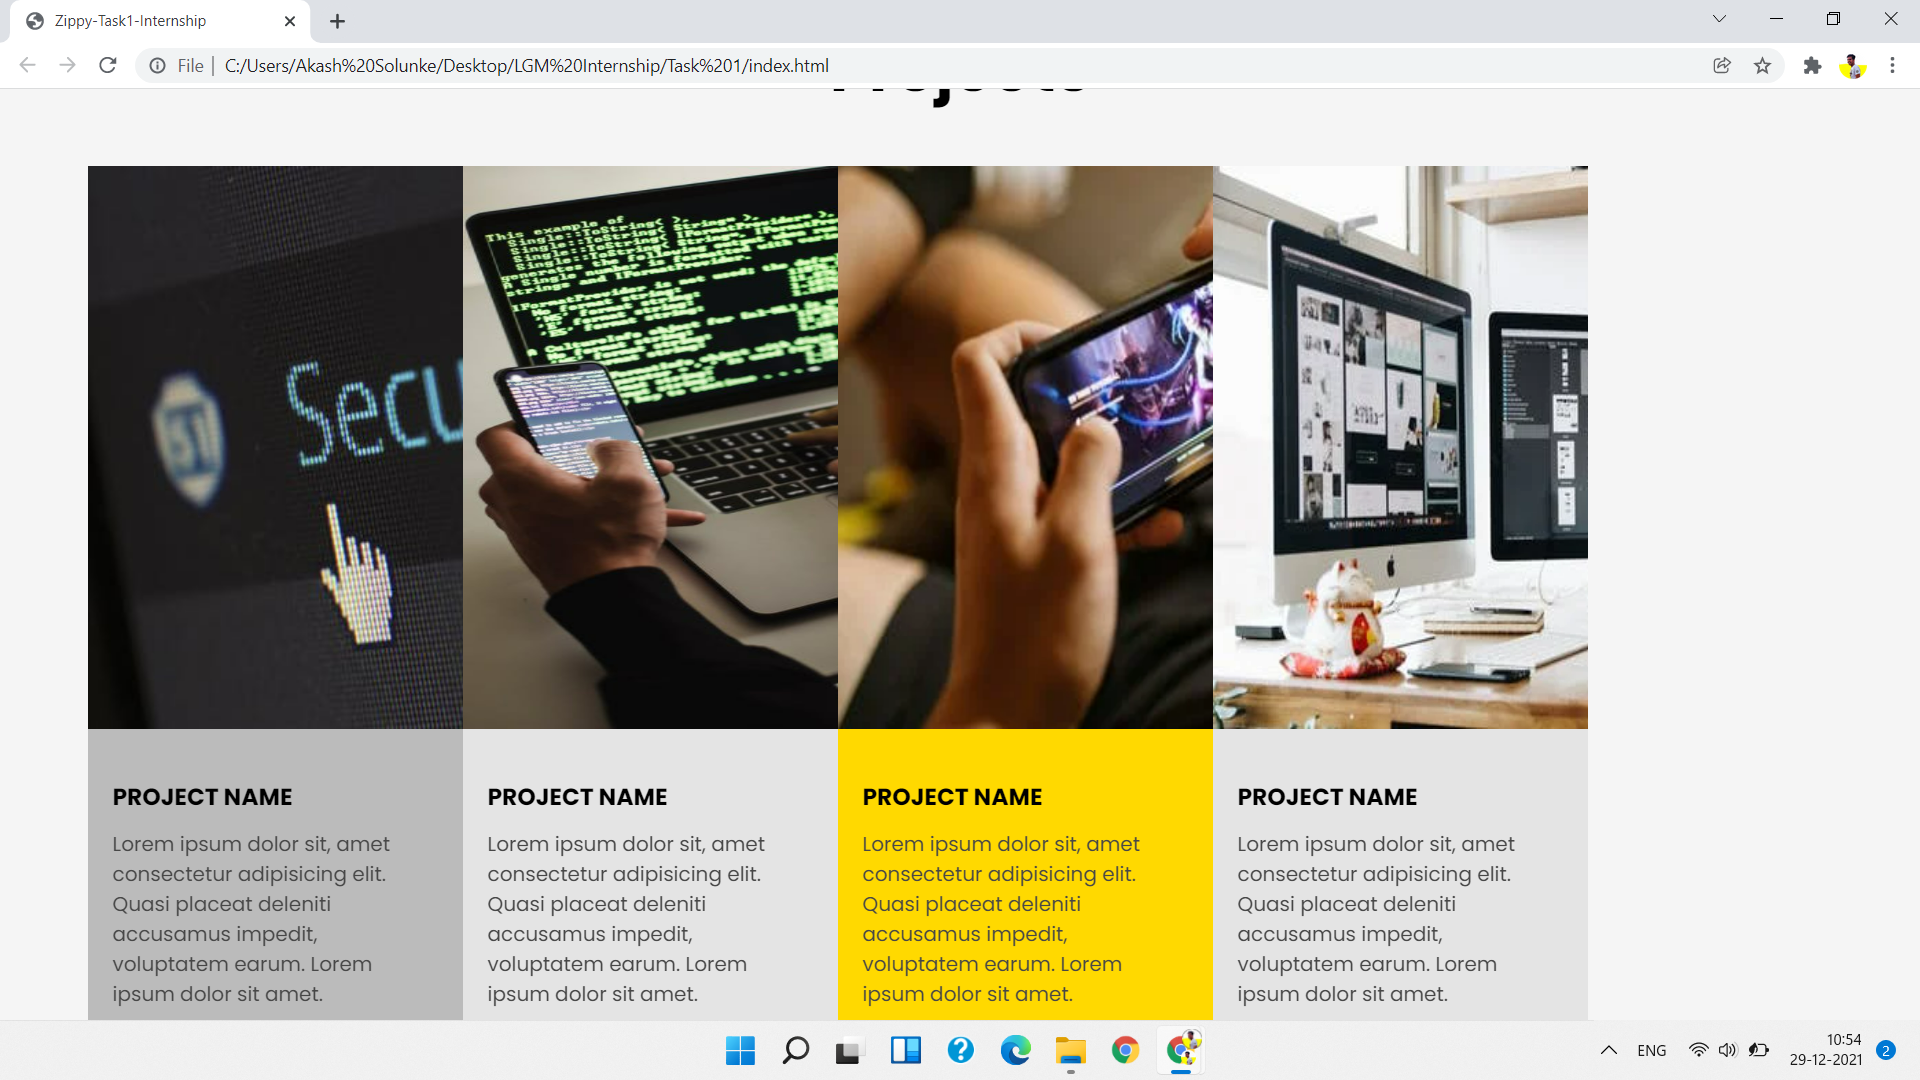 Zippy-Task1-Internship
File
C:/Users/Akash%20Solunke/Desktop/LGM%20Internship/Task%201/index.html
Projects
This example of
Secu
PROJECT NAME
Lorem ipsum dolor sit, amet
consectetur adipisicing elit.
Quasi placeat deleniti
accusamus impedit,
voluptatem earum. Lorem
ipsum dolor sit amet.
PROJECT NAME
Lorem ipsum dolor sit, amet
consectetur adipisicing elit.
Quasi placeat deleniti
accusamus impedit,
voluptatem earum. Lorem
ipsum dolor sit amet.
PROJECT NAME
Lorem ipsum dolor sit, amet
consectetur adipisicing elit.
Quasi placeat deleniti
accusamus impedit,
voluptatem earum. Lorem
ipsum dolor sit amet.
PROJECT NAME
Lorem ipsum dolor sit, amet
consectetur adipisicing elit.
Quasi placeat deleniti
accusamus impedit,
voluptatem earum. Lorem
ipsum dolor sit amet.
ENG
10:54
29-12-2021
2